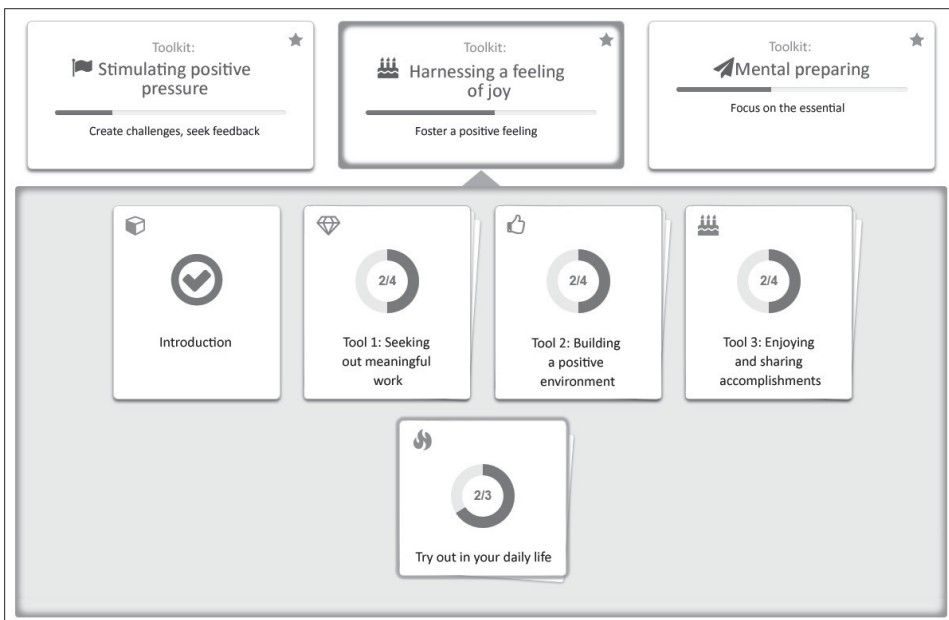 Toolkit:
Stimulating positive
pressure
Create challenges, seek feedback
Toolkit:
Harnessing a feeling
of joy
Foster a positive feeling
Toolkit:
Mental preparing
Focus on the essential
Introduction
2/4
Tool 1: Seeking
out meaningful
work
2/4
Tool 2: Building
a positive
environment
2/4
Tool 3: Enjoying
and sharing
accomplishments
2/3
Try out in your daily life